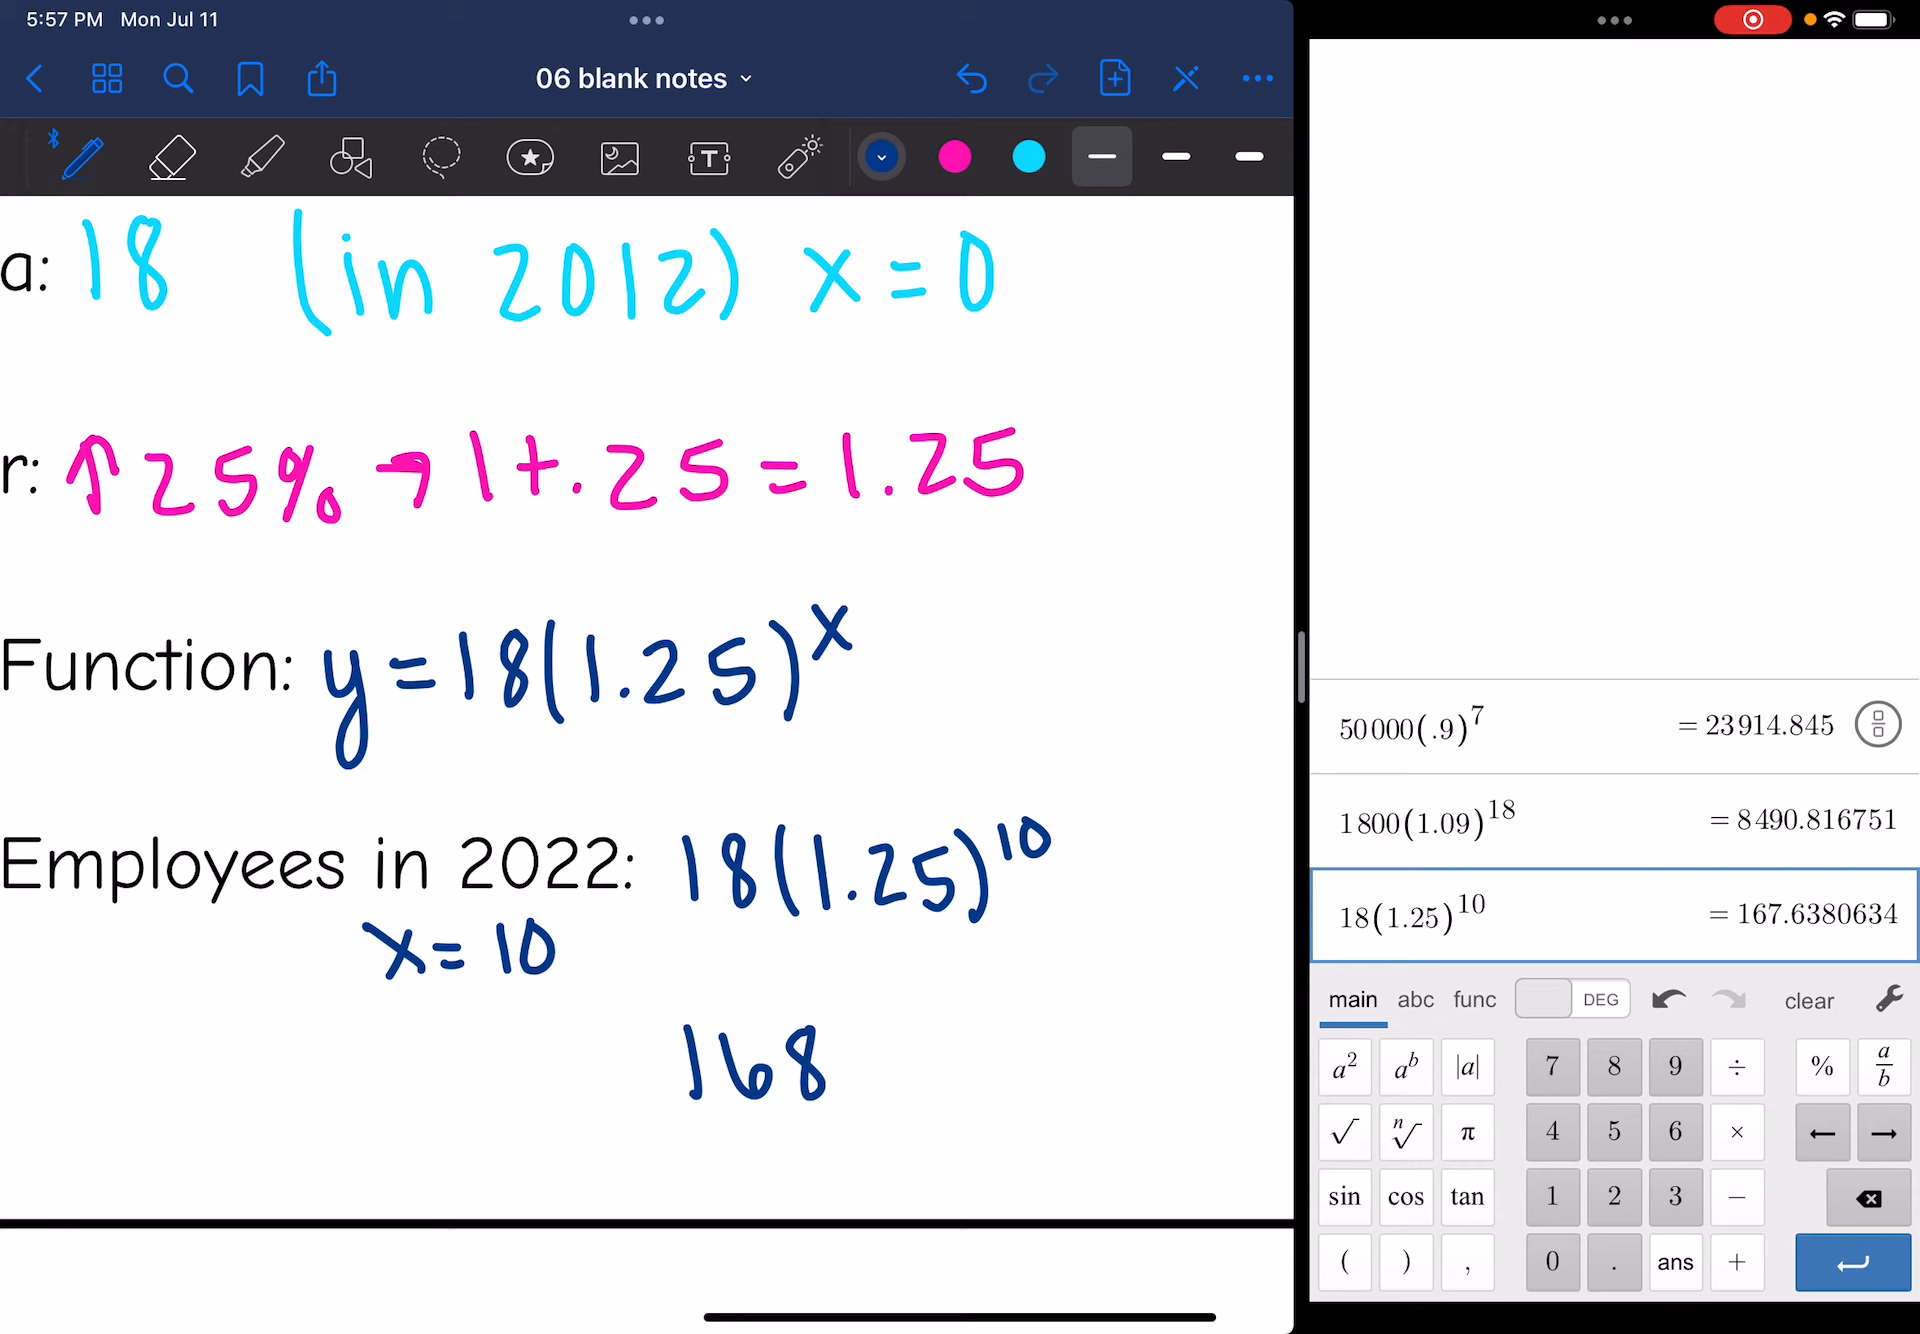 5:57 PM Mon Jul 11
06 blank notes
T
a: 18 (in 2012) x = 0
r: ↑ 25% → 1 + .25 = 1.25
Function: y = 18(1.25)^x
Employees in 2022: 18(1.25)^10
x = 10
168
50000(.9)^7 = 23914.845
1800(1.09)^18 = 8490.816751
18(1.25)^10 = 167.6380634
main abc func DEG clear
a^2 a^b |a| 7 8 9 ÷ % a/b
√ n√ π 4 5 6 × ← →
sin cos tan 1 2 3 −
( ) , 0 . ans +